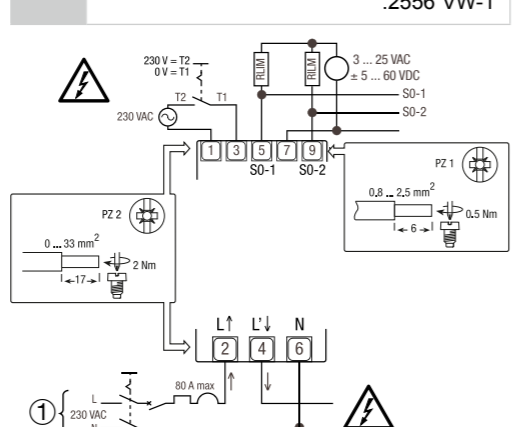 .2556 VW-1
230 V = T2
0 V = T1
T2 T1
230 VAC
RLIM RLIM
3 ... 25 VAC
± 5 ... 60 VDC
S0-1
S0-2
1 3 5 7 9
S0-1 S0-2
PZ 1
0.8 ... 2.5 mm²
0.5 Nm
6
PZ 2
0 ... 33 mm²
2 Nm
17
L↑ L'↓ N
2 4 6
80 A max
1
L
230 VAC
N